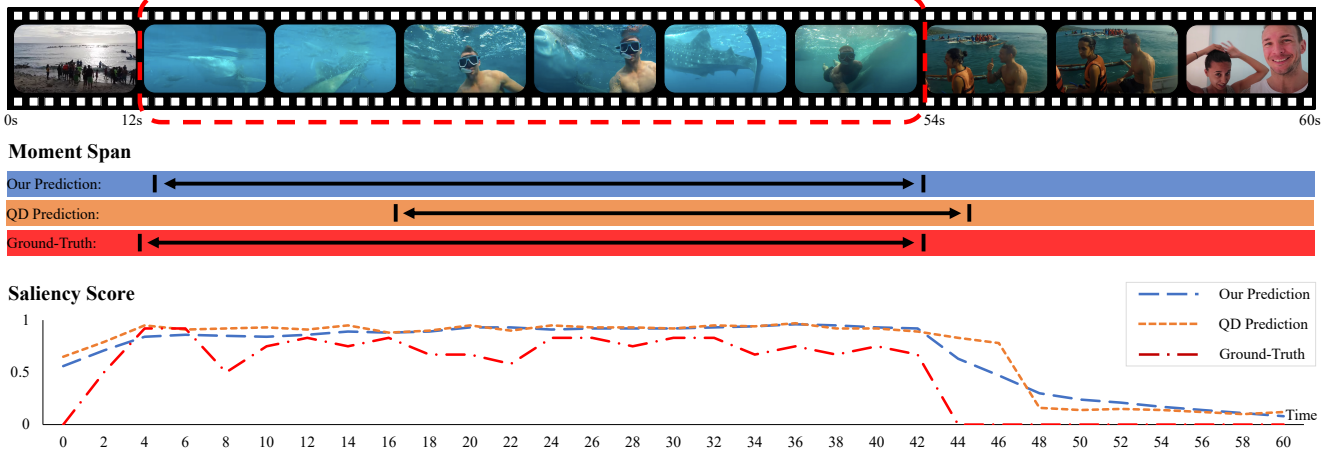 0s 12s 54s 60s
Moment Span
Our Prediction:
QD Prediction:
Ground-Truth:
Saliency Score
Our Prediction
QD Prediction
Ground-Truth
1
0.5
0
Time
0 2 4 6 8 10 12 14 16 18 20 22 24 26 28 30 32 34 36 38 40 42 44 46 48 50 52 54 56 58 60